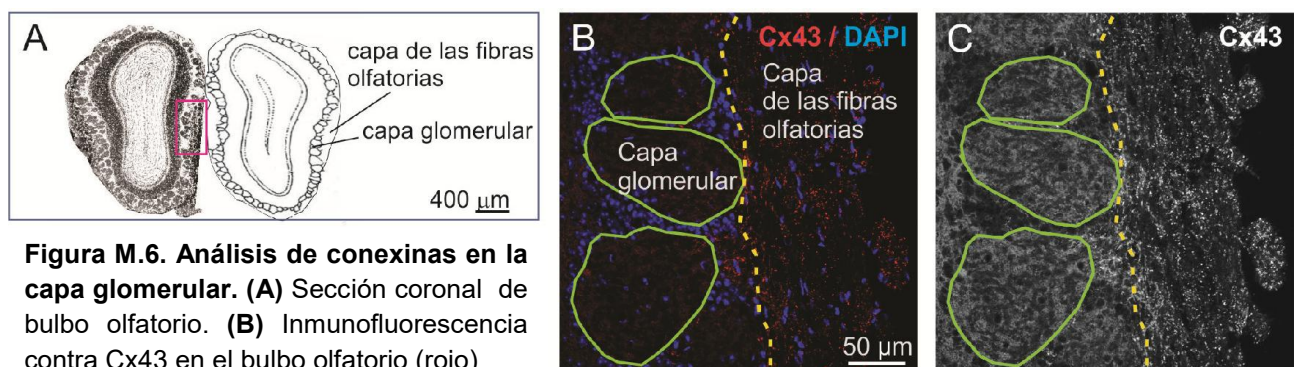 A
capa de las fibras
olfatorias
capa glomerular
400 µm
Figura M.6. Análisis de conexinas en la
capa glomerular. (A) Sección coronal de
bulbo olfatorio. (B) Inmunofluorescencia
contra Cx43 en el bulbo olfatorio (rojo)
B
Cx43 / DAPI
Capa
de las fibras
olfatorias
Capa
glomerular
50 µm
C
Cx43